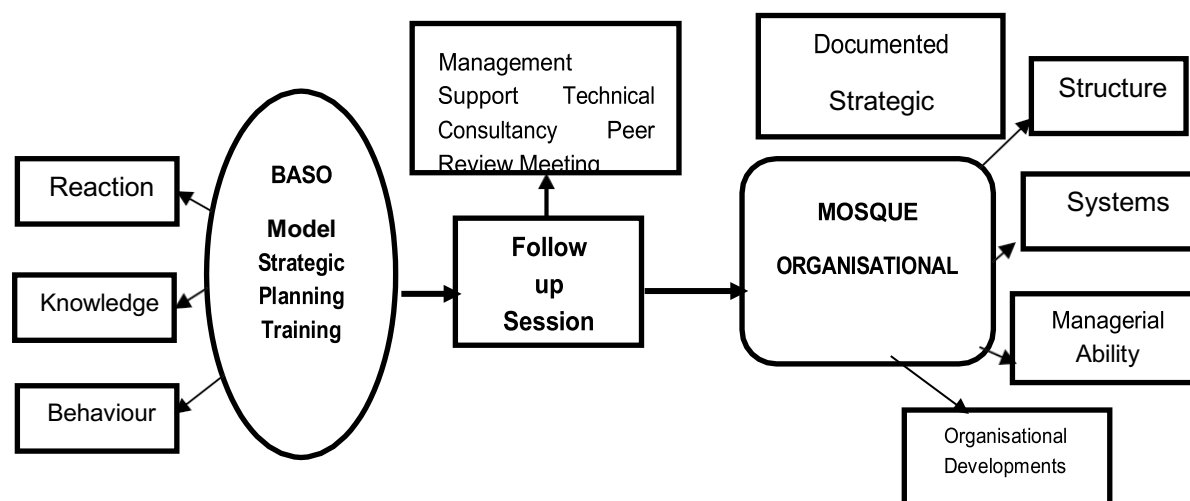 Reaction
Knowledge
Behaviour
BASO
Model
Strategic
Planning
Training
Management
Support Technical
Consultancy Peer
Review Meeting
Follow
up
Session
Documented
Strategic
MOSQUE
ORGANISATIONAL
Structure
Systems
Managerial
Ability
Organisational
Developments